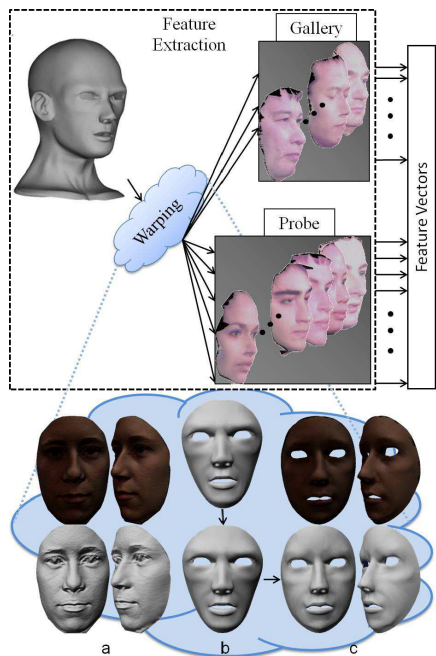 Feature
Extraction
Gallery
Warping
Probe
Feature Vectors
a b c